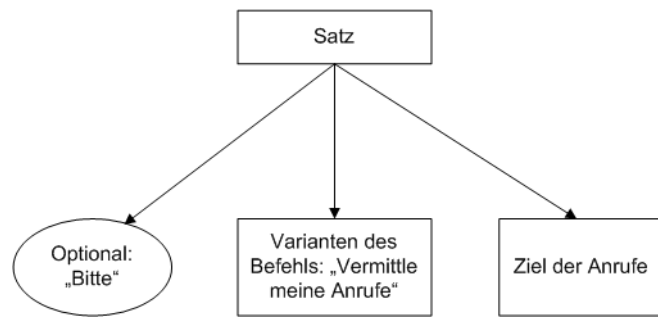 Satz
Optional:
„Bitte“
Varianten des
Befehls: „Vermittle
meine Anrufe“
Ziel der Anrufe